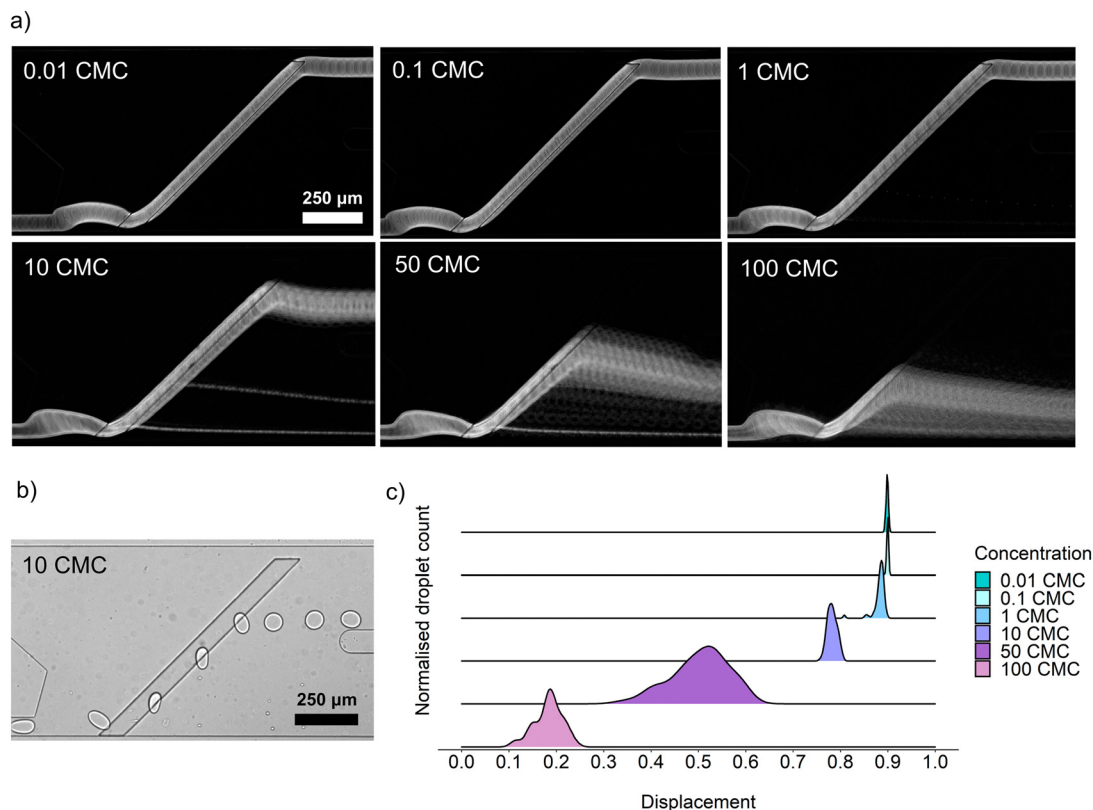 a)
0.01 CMC
0.1 CMC
1 CMC
250 µm
10 CMC
50 CMC
100 CMC
b)
10 CMC
250 µm
c)
Normalised droplet count
Concentration
0.01 CMC
0.1 CMC
1 CMC
10 CMC
50 CMC
100 CMC
0.0 0.1 0.2 0.3 0.4 0.5 0.6 0.7 0.8 0.9 1.0
Displacement